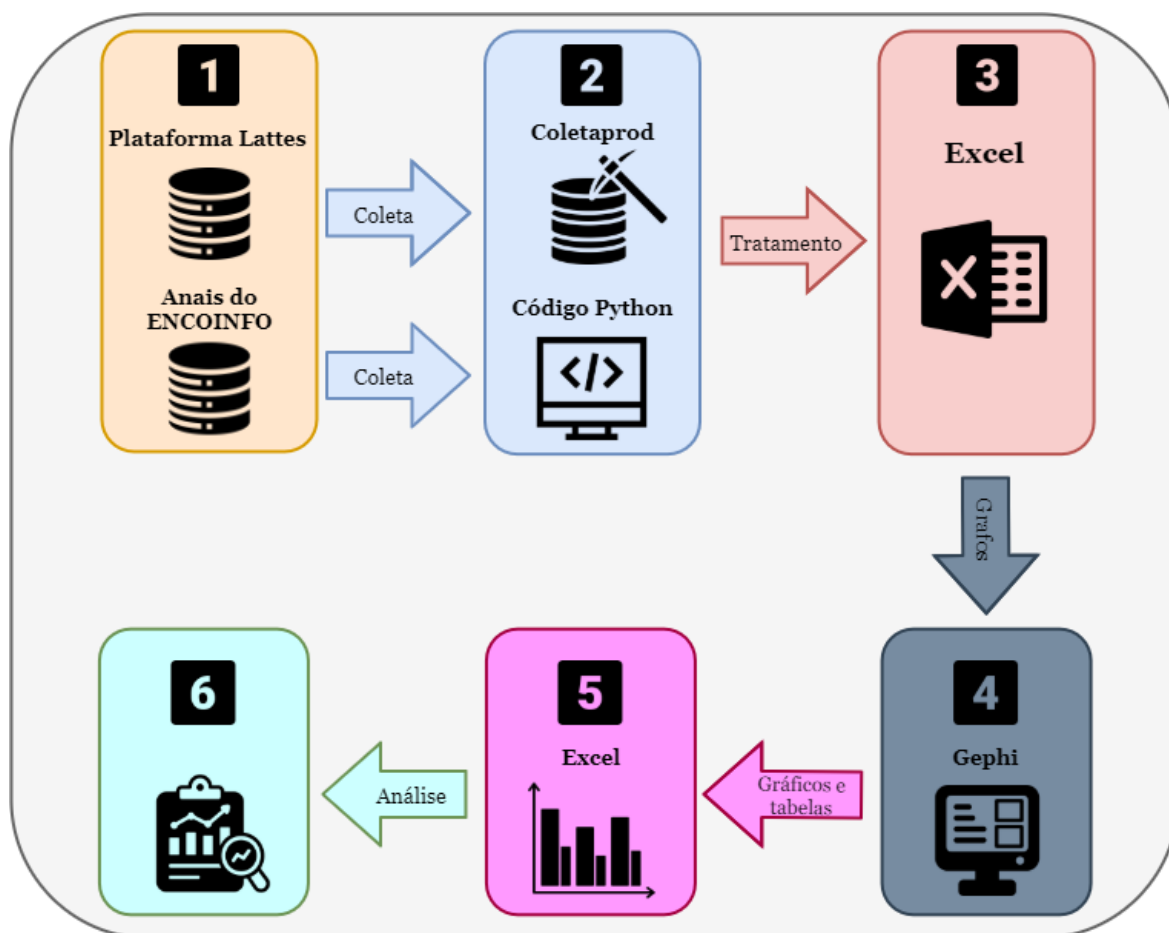 1
Plataforma Lattes
Anais do
ENCOINFO
Coleta
Coleta
2
Coletaprod
Código Python
</>
Tratamento
3
Excel
X
Grafos
4
Gephi
Gráficos e
tabelas
5
Excel
Análise
6